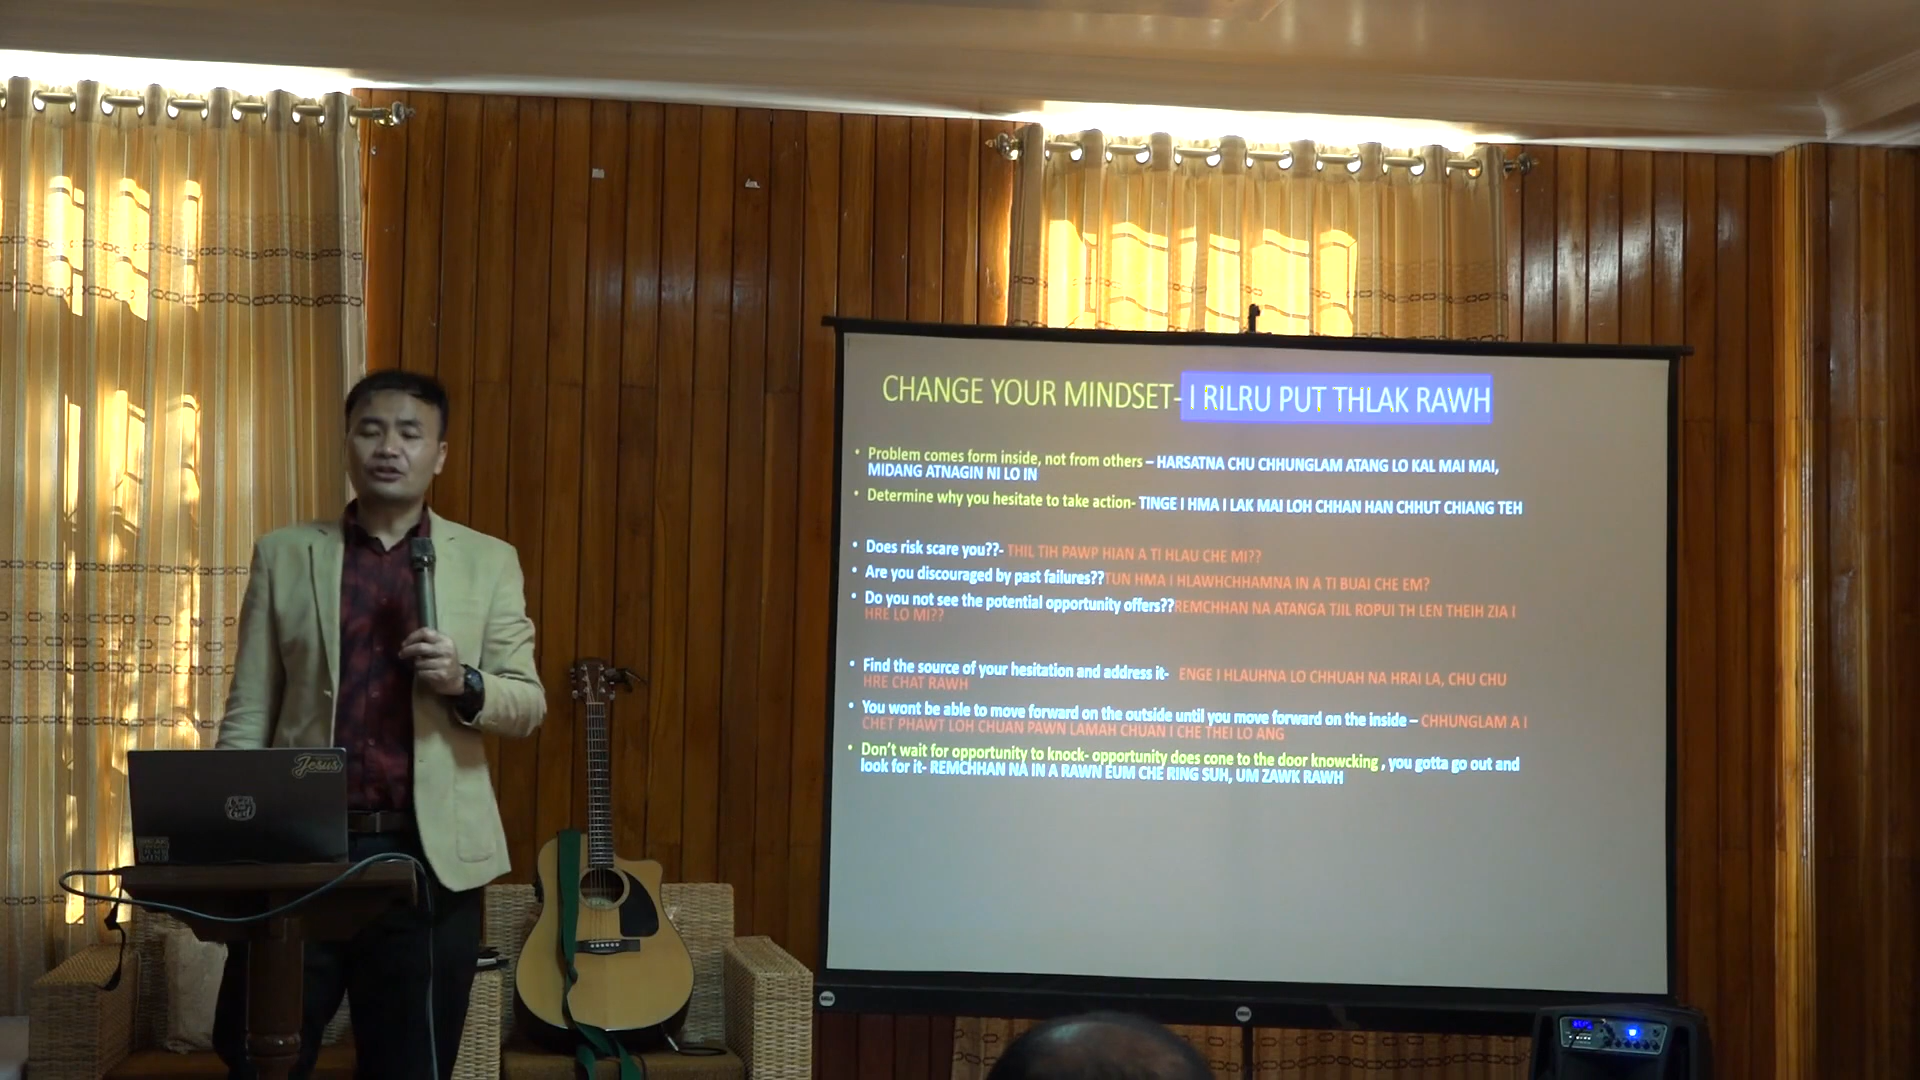 CHANGE YOUR MINDSET- I RILRU PUT THLAK RAWH
• Problem comes form inside, not from others – HARSATNA CHU CHHUNGLAM ATANG LO KAL MAI MAI,
MIDANG ATNAGIN NI LO IN
• Determine why you hesitate to take action- TINGE I HMA I LAK MAI LOH CHHAN HAN CHHUT CHIANG TEH
• Does risk scare you??- THIL TIH PAWP HIAN A TI HLAU CHE MI??
• Are you discouraged by past failures??TUN HMA I HLAWHCHHAMNA IN A TI BUAI CHE EM?
• Do you not see the potential opportunity offers??REMCHHAN NA ATANGA TJIL ROPUI TH LEN THEIH ZIA I
HRE LO MI??
• Find the source of your hesitation and address it- ENGE I HLAUHNA LO CHHUAH NA HRAI LA, CHU CHU
HRE CHAT RAWH
• You wont be able to move forward on the outside until you move forward on the inside – CHHUNGLAM A I
CHET PHAWT LOH CHUAN PAWN LAMAH CHUAN I CHE THEI LO ANG
• Don't wait for opportunity to knock- opportunity does cone to the door knowcking , you gotta go out and
look for it- REMCHHAN NA IN A RAWN EUM CHE RING SUH, UM ZAWK RAWH
Jesus